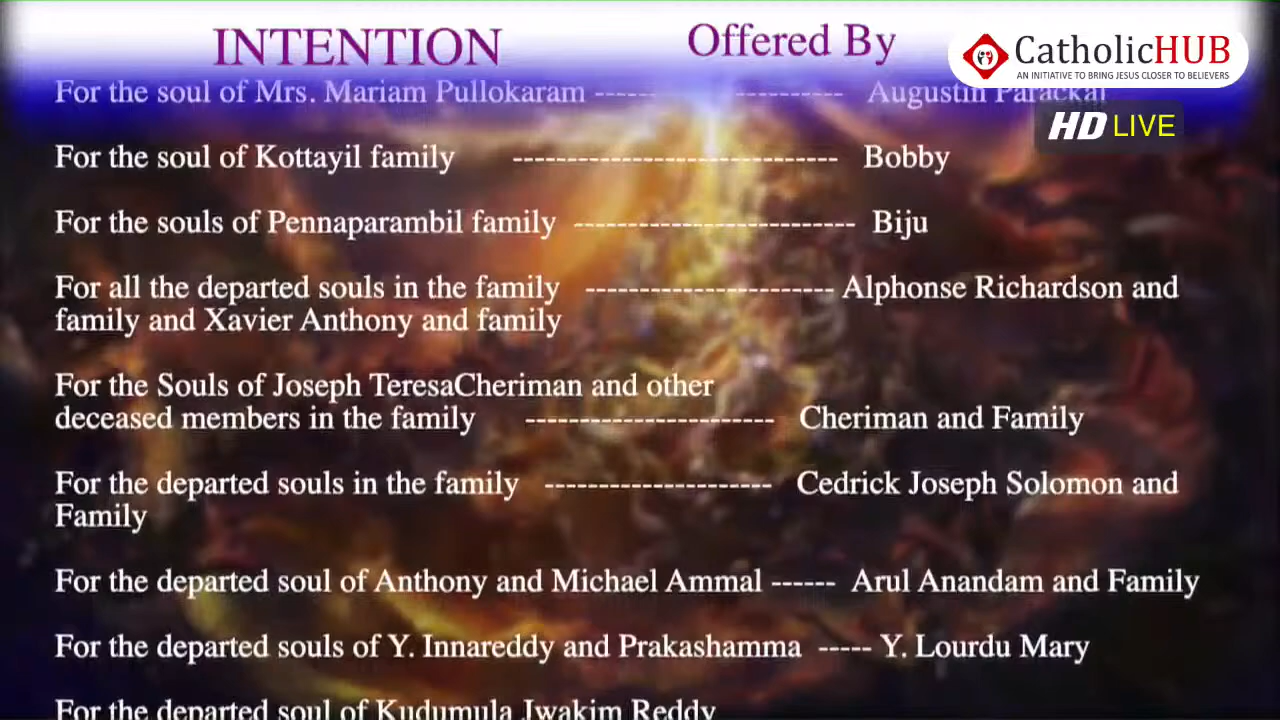 INTENTION Offered By
CatholicHUB
AN INITIATIVE TO BRING JESUS CLOSER TO BELIEVERS
For the soul of Mrs. Mariam Pullokaram ------ ---------- Augustin Parackal
HD LIVE
For the soul of Kottayil family ------------------------------ Bobby
For the souls of Pennaparambil family -------------------------- Biju
For all the departed souls in the family ----------------------- Alphonse Richardson and
family and Xavier Anthony and family
For the Souls of Joseph TeresaCheriman and other
deceased members in the family ----------------------- Cheriman and Family
For the departed souls in the family --------------------- Cedrick Joseph Solomon and
Family
For the departed soul of Anthony and Michael Ammal ------ Arul Anandam and Family
For the departed souls of Y. Innareddy and Prakashamma ----- Y. Lourdu Mary
For the departed soul of Kudumula Jwakim Reddy